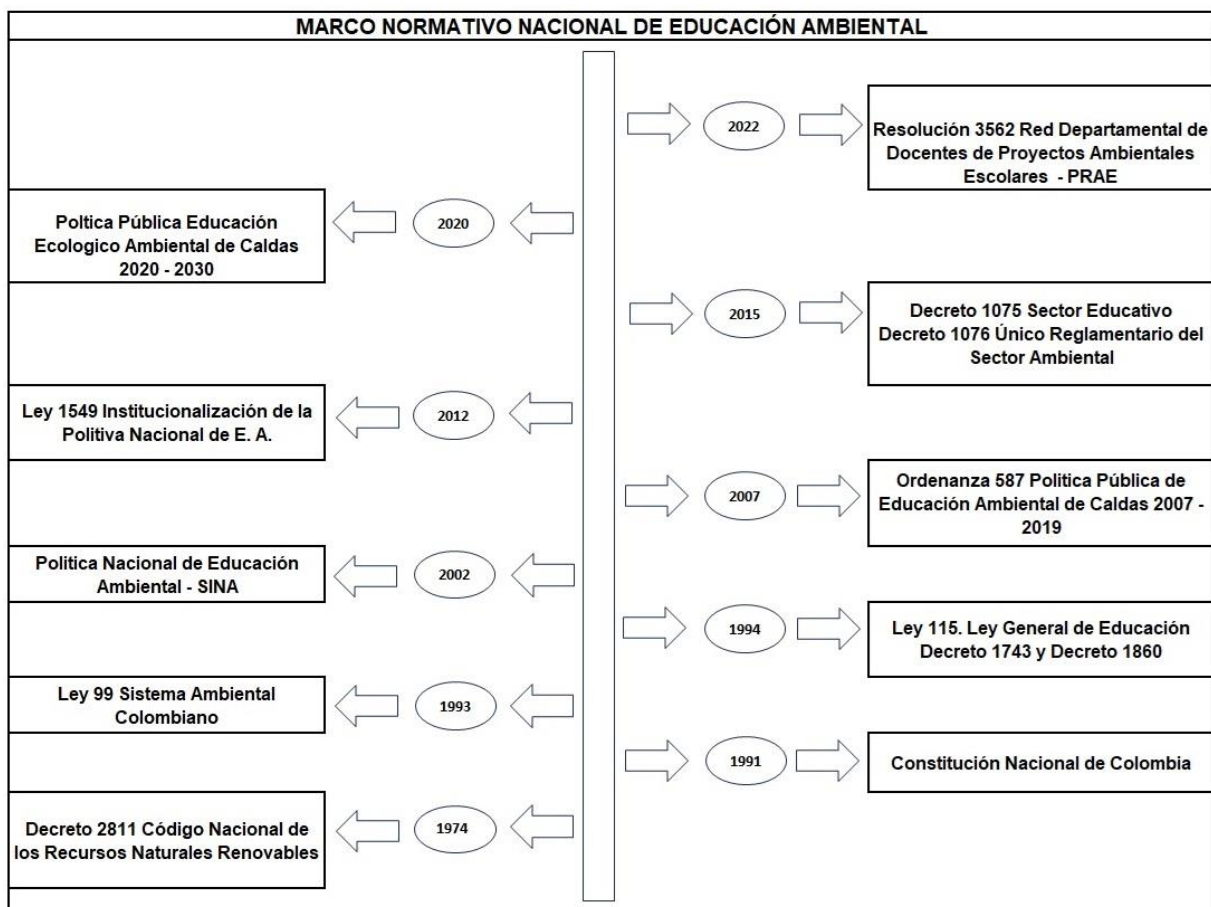 MARCO NORMATIVO NACIONAL DE EDUCACIÓN AMBIENTAL
2022
Resolución 3562 Red Departamental de
Docentes de Proyectos Ambientales
Escolares - PRAE
Poltica Pública Educación
Ecologico Ambiental de Caldas
2020 - 2030
2020
2015
Decreto 1075 Sector Educativo
Decreto 1076 Único Reglamentario del
Sector Ambiental
Ley 1549 Institucionalización de la
Politiva Nacional de E. A.
2012
2007
Ordenanza 587 Politica Pública de
Educación Ambiental de Caldas 2007 -
2019
Politica Nacional de Educación
Ambiental - SINA
2002
1994
Ley 115. Ley General de Educación
Decreto 1743 y Decreto 1860
Ley 99 Sistema Ambiental
Colombiano
1993
1991
Constitución Nacional de Colombia
Decreto 2811 Código Nacional de
los Recursos Naturales Renovables
1974